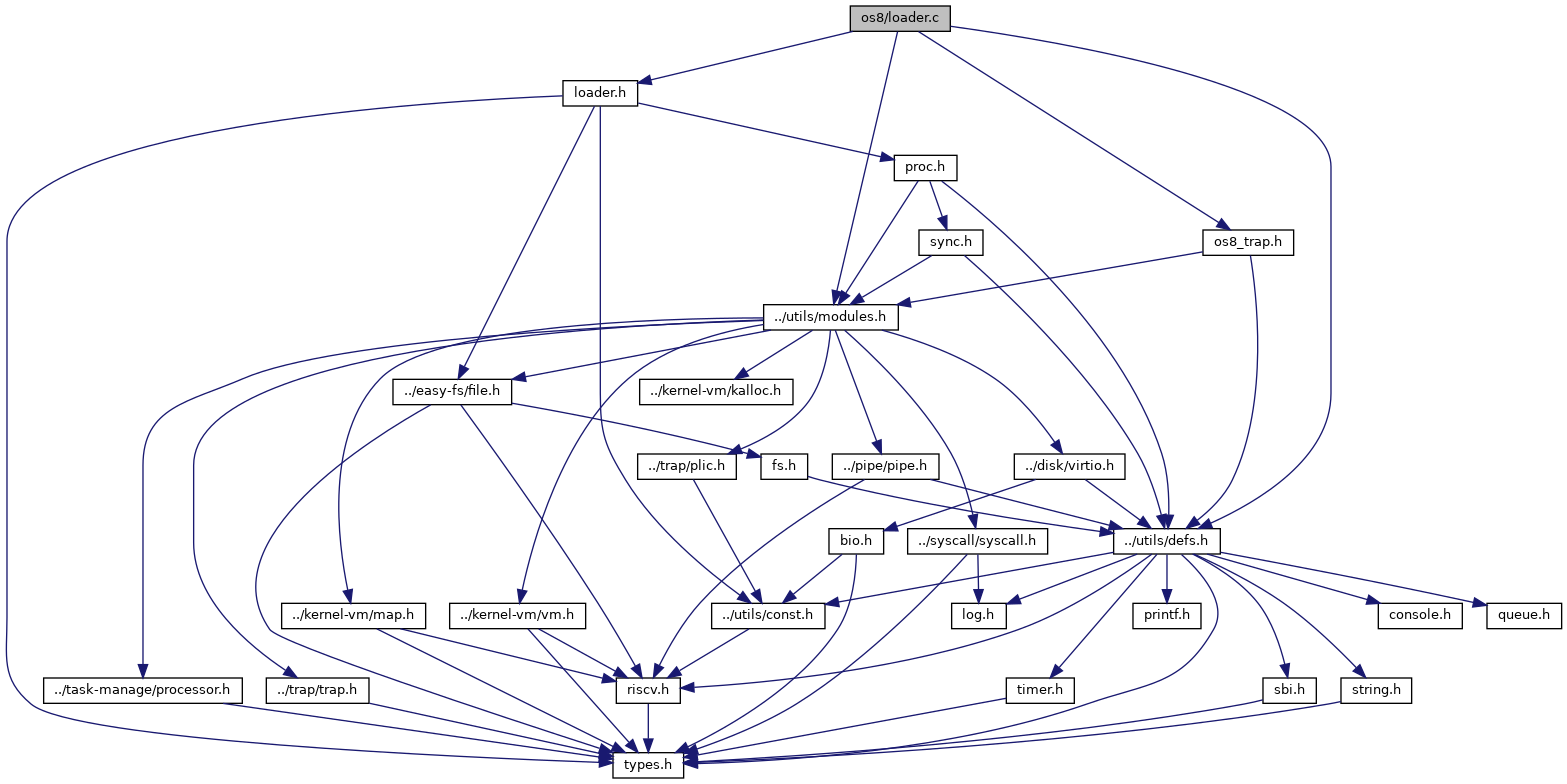 os8/loader.c
loader.h
proc.h
sync.h
os8_trap.h
../utils/modules.h
../easy-fs/file.h
../kernel-vm/kalloc.h
../trap/plic.h
fs.h
../pipe/pipe.h
../disk/virtio.h
bio.h
../syscall/syscall.h
../utils/defs.h
../kernel-vm/map.h
../kernel-vm/vm.h
../utils/const.h
log.h
printf.h
console.h
queue.h
../task-manage/processor.h
../trap/trap.h
riscv.h
timer.h
sbi.h
string.h
types.h